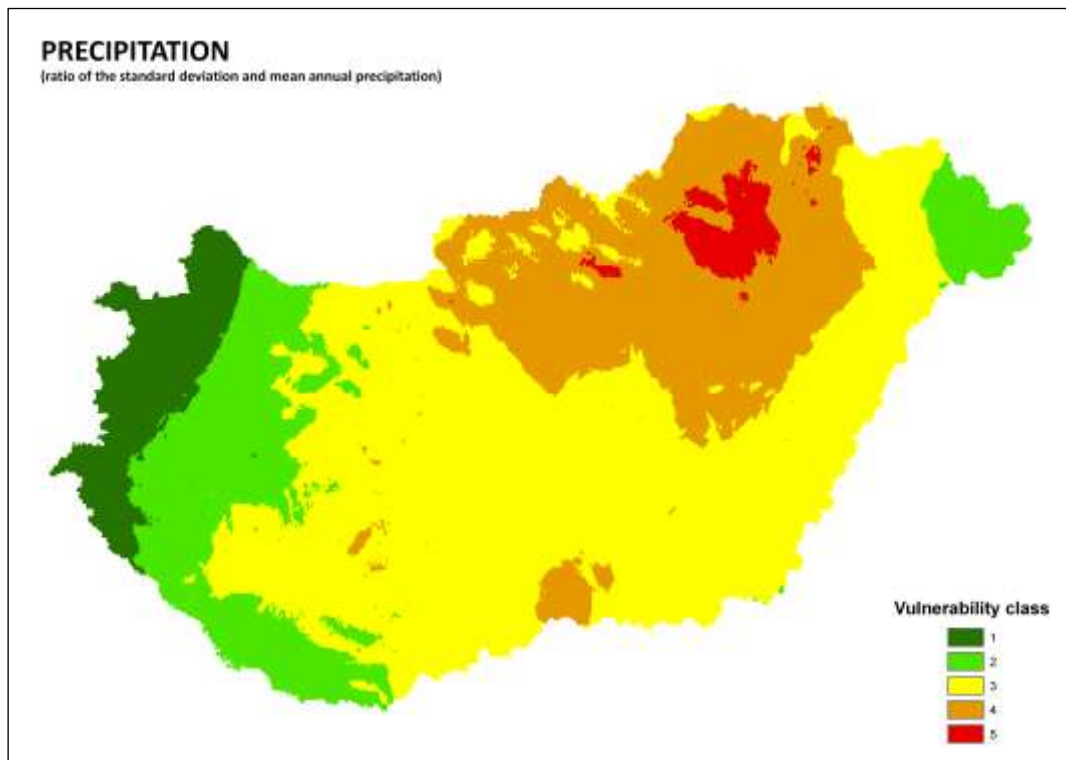 PRECIPITATION
(ratio of the standard deviation and mean annual precipitation)
Vulnerability class
1
2
3
4
5